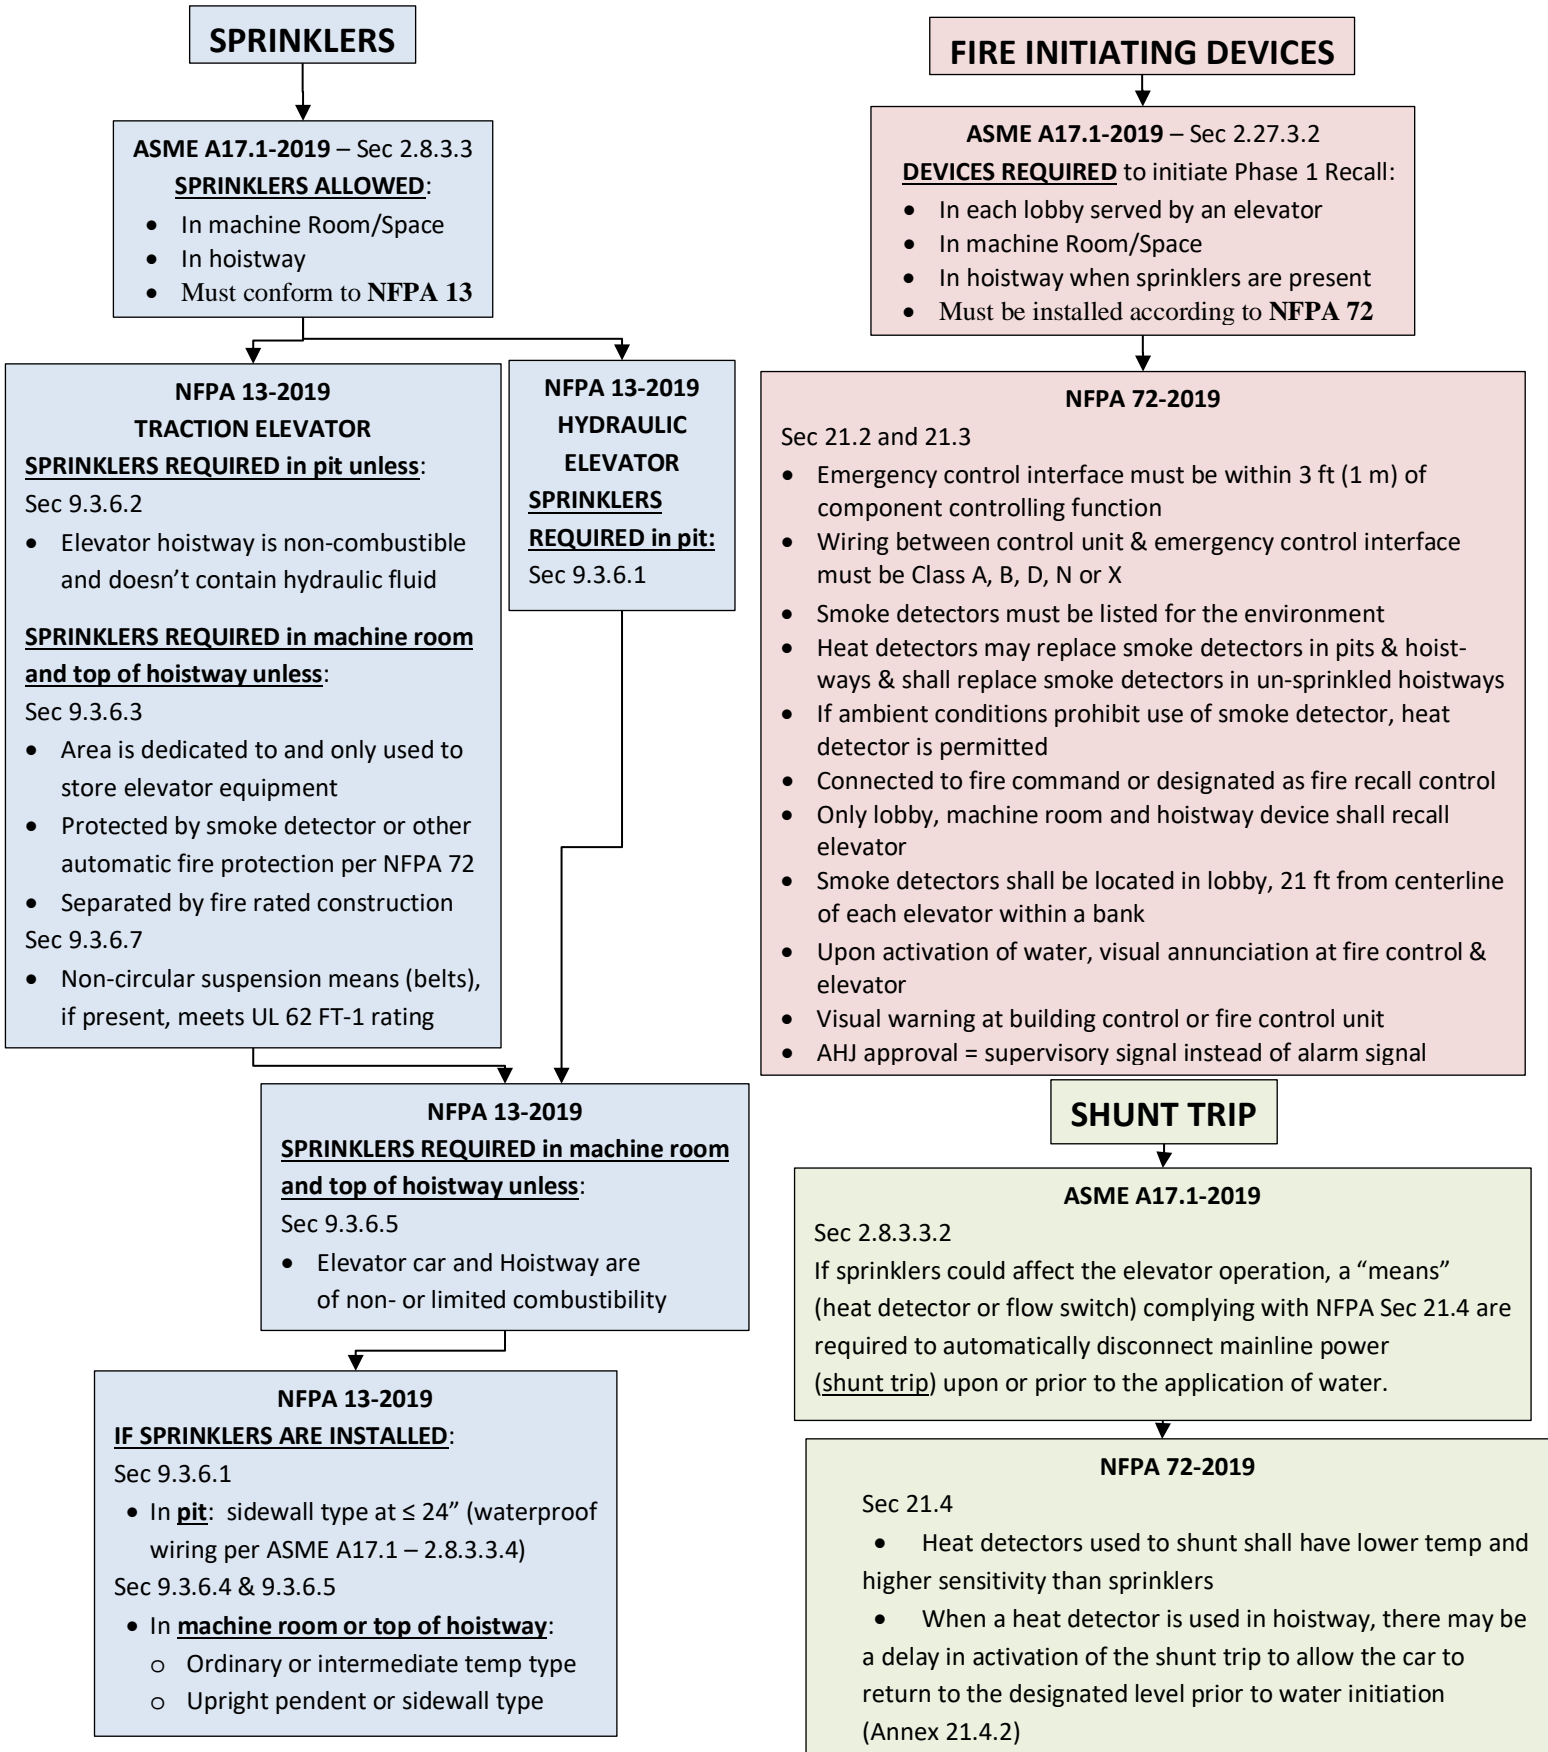 SPRINKLERS
ASME A17.1-2019 – Sec 2.8.3.3
SPRINKLERS ALLOWED:
• In machine Room/Space
• In hoistway
• Must conform to NFPA 13
NFPA 13-2019
TRACTION ELEVATOR
SPRINKLERS REQUIRED in pit unless:
Sec 9.3.6.2
• Elevator hoistway is non-combustible
and doesn’t contain hydraulic fluid
SPRINKLERS REQUIRED in machine room
and top of hoistway unless:
Sec 9.3.6.3
• Area is dedicated to and only used to
store elevator equipment
• Protected by smoke detector or other
automatic fire protection per NFPA 72
• Separated by fire rated construction
Sec 9.3.6.7
• Non-circular suspension means (belts),
if present, meets UL 62 FT-1 rating
NFPA 13-2019
HYDRAULIC
ELEVATOR
SPRINKLERS
REQUIRED in pit:
Sec 9.3.6.1
NFPA 13-2019
SPRINKLERS REQUIRED in machine room
and top of hoistway unless:
Sec 9.3.6.5
• Elevator car and Hoistway are
of non- or limited combustibility
NFPA 13-2019
IF SPRINKLERS ARE INSTALLED:
Sec 9.3.6.1
• In pit: sidewall type at ≤ 24” (waterproof
wiring per ASME A17.1 – 2.8.3.3.4)
Sec 9.3.6.4 & 9.3.6.5
• In machine room or top of hoistway:
o Ordinary or intermediate temp type
o Upright pendent or sidewall type
FIRE INITIATING DEVICES
ASME A17.1-2019 – Sec 2.27.3.2
DEVICES REQUIRED to initiate Phase 1 Recall:
• In each lobby served by an elevator
• In machine Room/Space
• In hoistway when sprinklers are present
• Must be installed according to NFPA 72
NFPA 72-2019
Sec 21.2 and 21.3
• Emergency control interface must be within 3 ft (1 m) of
component controlling function
• Wiring between control unit & emergency control interface
must be Class A, B, D, N or X
• Smoke detectors must be listed for the environment
• Heat detectors may replace smoke detectors in pits & hoist-
ways & shall replace smoke detectors in un-sprinkled hoistways
• If ambient conditions prohibit use of smoke detector, heat
detector is permitted
• Connected to fire command or designated as fire recall control
• Only lobby, machine room and hoistway device shall recall
elevator
• Smoke detectors shall be located in lobby, 21 ft from centerline
of each elevator within a bank
• Upon activation of water, visual annunciation at fire control &
elevator
• Visual warning at building control or fire control unit
• AHJ approval = supervisory signal instead of alarm signal
SHUNT TRIP
ASME A17.1-2019
Sec 2.8.3.3.2
If sprinklers could affect the elevator operation, a “means”
(heat detector or flow switch) complying with NFPA Sec 21.4 are
required to automatically disconnect mainline power
(shunt trip) upon or prior to the application of water.
NFPA 72-2019
Sec 21.4
• Heat detectors used to shunt shall have lower temp and
higher sensitivity than sprinklers
• When a heat detector is used in hoistway, there may be
a delay in activation of the shunt trip to allow the car to
return to the designated level prior to water initiation
(Annex 21.4.2)